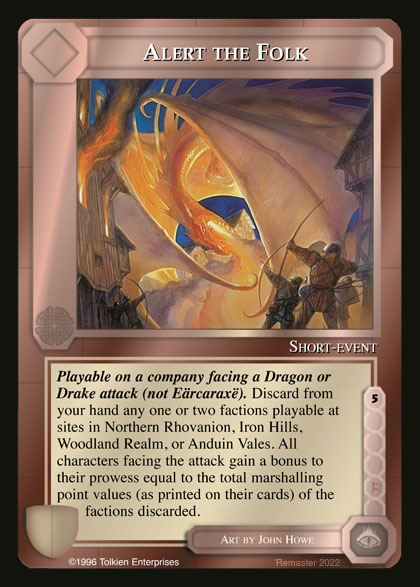 Alert the Folk
Short-event
Playable on a company facing a Dragon or
Drake attack (not Eärcaraxë). Discard from
your hand any one or two factions playable at
sites in Northern Rhovanion, Iron Hills,
Woodland Realm, or Anduin Vales. All
characters facing the attack gain a bonus to
their prowess equal to the total marshalling
point values (as printed on their cards) of the
factions discarded.
5
F
Art by John Howe
©1996 Tolkien Enterprises
Remaster 2022